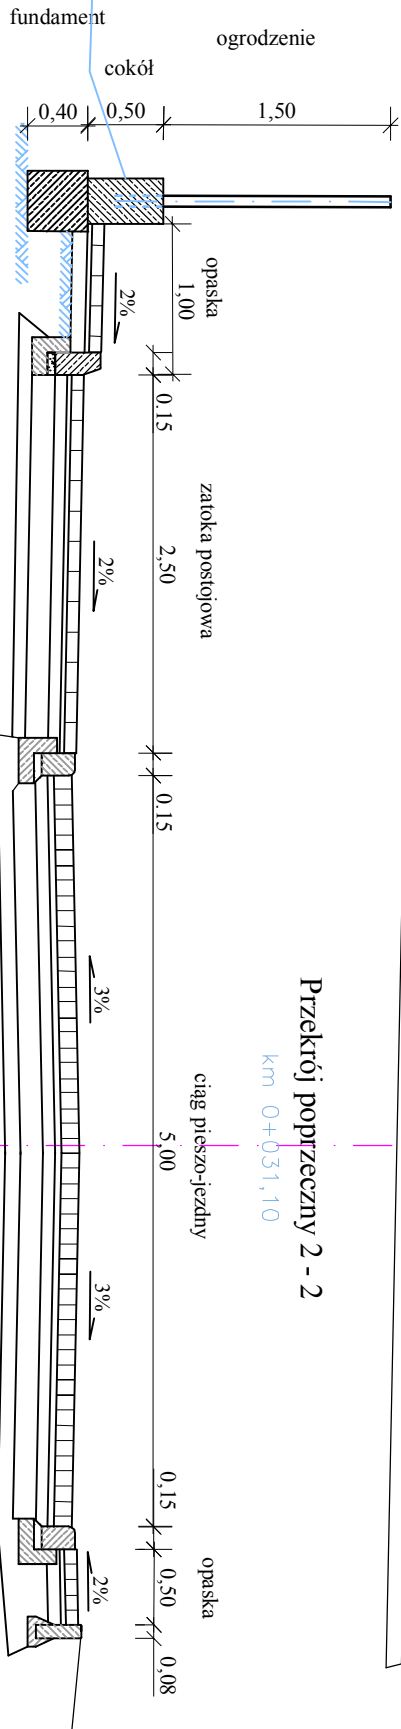 fundament
ogrodzenie
cokół
0,40
0,50
1,50
opaska
1,00
2%
0.15
zatoka postojowa
2,50
2%
0.15
Przekrój poprzeczny 2 - 2
km 0+031,10
3%
ciąg pieszo-jezdny
5,00
3%
0,15
opaska
0,50
2%
0,08